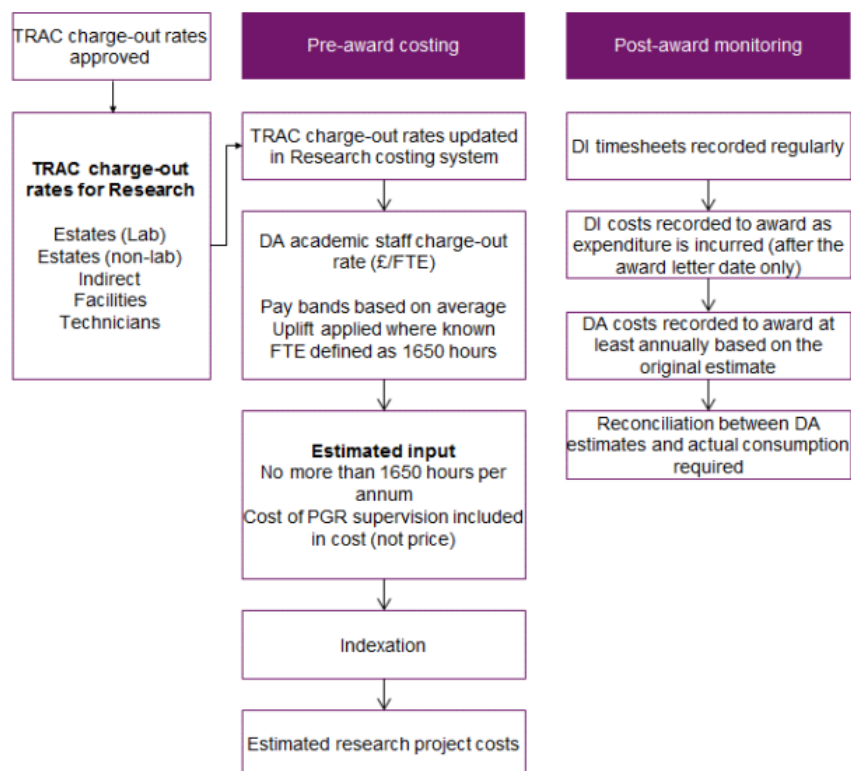 TRAC charge-out rates
approved
TRAC charge-out
rates for Research
Estates (Lab)
Estates (non-lab)
Indirect
Facilities
Technicians
Pre-award costing
TRAC charge-out rates updated
in Research costing system
DA academic staff charge-out
rate (£/FTE)
Pay bands based on average
Uplift applied where known
FTE defined as 1650 hours
Estimated input
No more than 1650 hours per
annum
Cost of PGR supervision included
in cost (not price)
Indexation
Estimated research project costs
Post-award monitoring
DI timesheets recorded regularly
DI costs recorded to award as
expenditure is incurred (after the
award letter date only)
DA costs recorded to award at
least annually based on the
original estimate
Reconciliation between DA
estimates and actual consumption
required